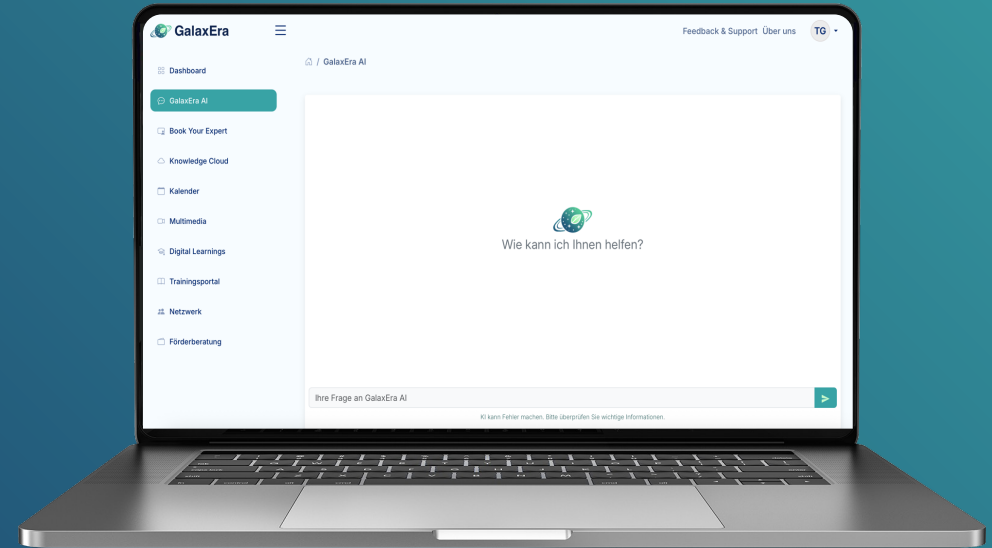 GalaxEra
Feedback & Support Über uns TG
/ GalaxEra AI
Dashboard
GalaxEra AI
Book Your Expert
Knowledge Cloud
Kalender
Multimedia
Digital Learnings
Trainingsportal
Netzwerk
Förderberatung
Wie kann ich Ihnen helfen?
Ihre Frage an GalaxEra AI
KI kann Fehler machen. Bitte überprüfen Sie wichtige Informationen.